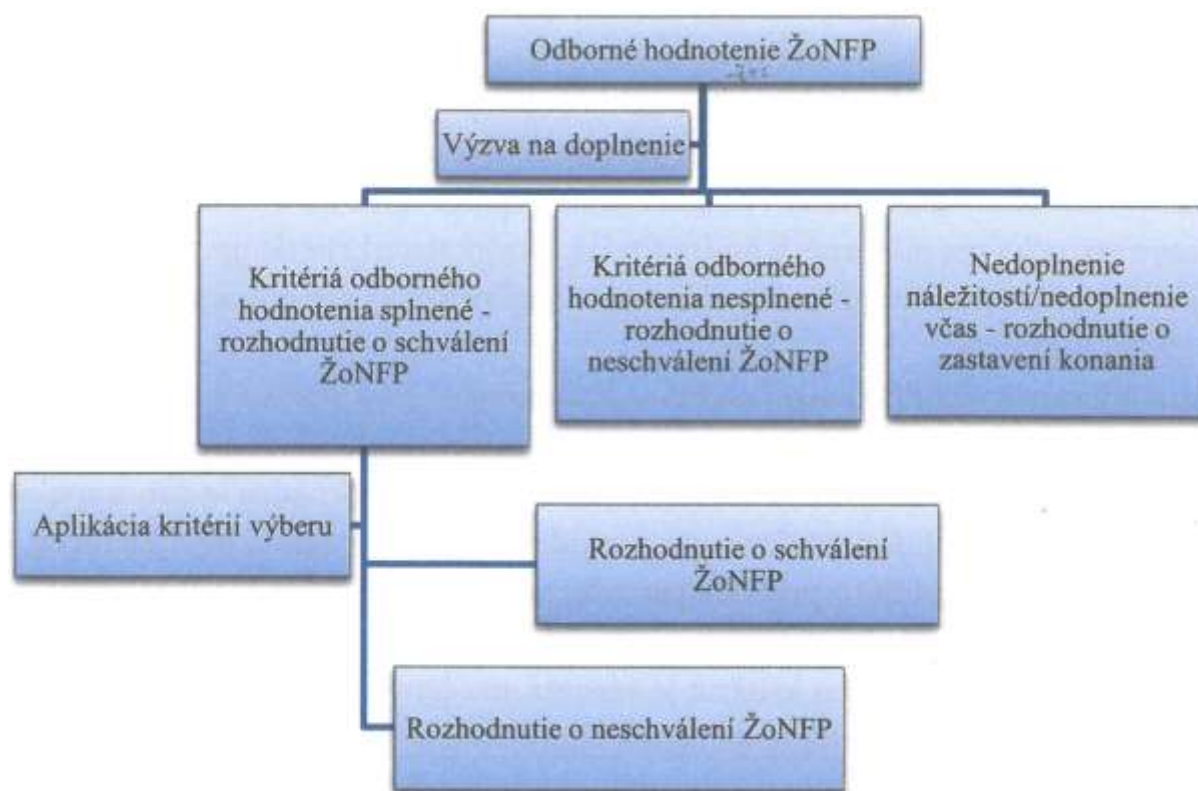 Odborné hodnotenie ŽoNFP
Výzva na doplnenie
Kritériá odborného
hodnotenia splnené -
rozhodnutie o schválení
ŽoNFP
Kritériá odborného
hodnotenia nesplnené -
rozhodnutie o
neschválení ŽoNFP
Nedoplnenie
náležitostí/nedoplnenie
včas - rozhodnutie o
zastavení konania
Aplikácia kritérií výberu
Rozhodnutie o schválení
ŽoNFP
Rozhodnutie o neschválení ŽoNFP